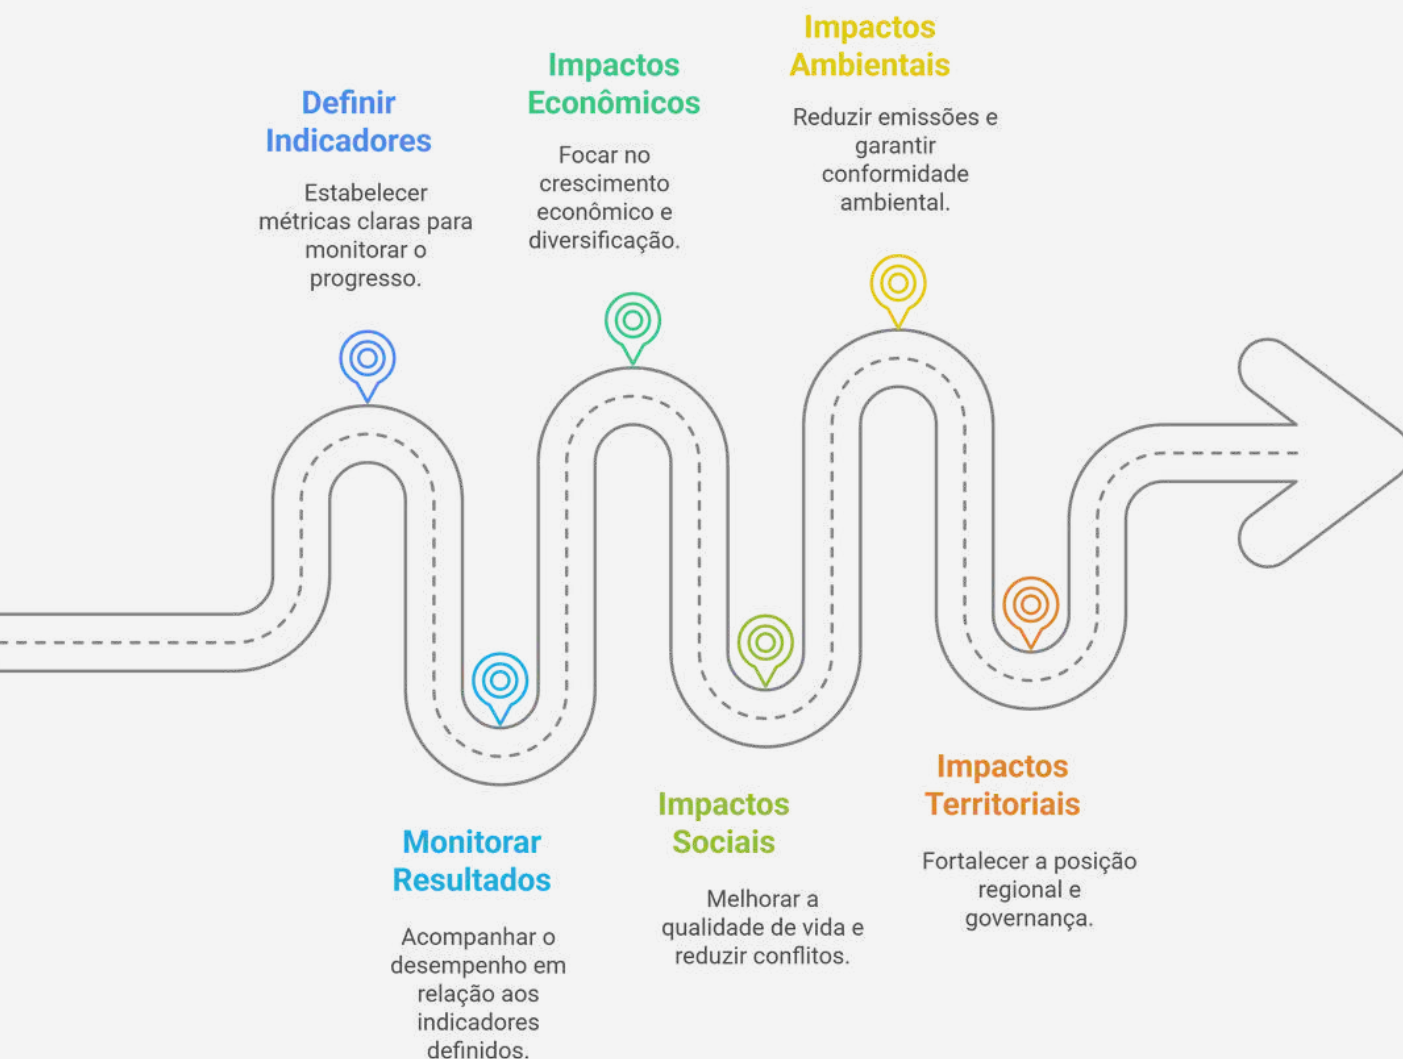 Definir
Indicadores
Estabelecer
métricas claras para
monitorar o
progresso.
Monitorar
Resultados
Acompanhar o
desempenho em
relação aos
indicadores
definidos.
Impactos
Econômicos
Focar no
crescimento
econômico e
diversificação.
Impactos
Sociais
Melhorar a
qualidade de vida e
reduzir conflitos.
Impactos
Ambientais
Reduzir emissões e
garantir
conformidade
ambiental.
Impactos
Territoriais
Fortalecer a posição
regional e
governança.